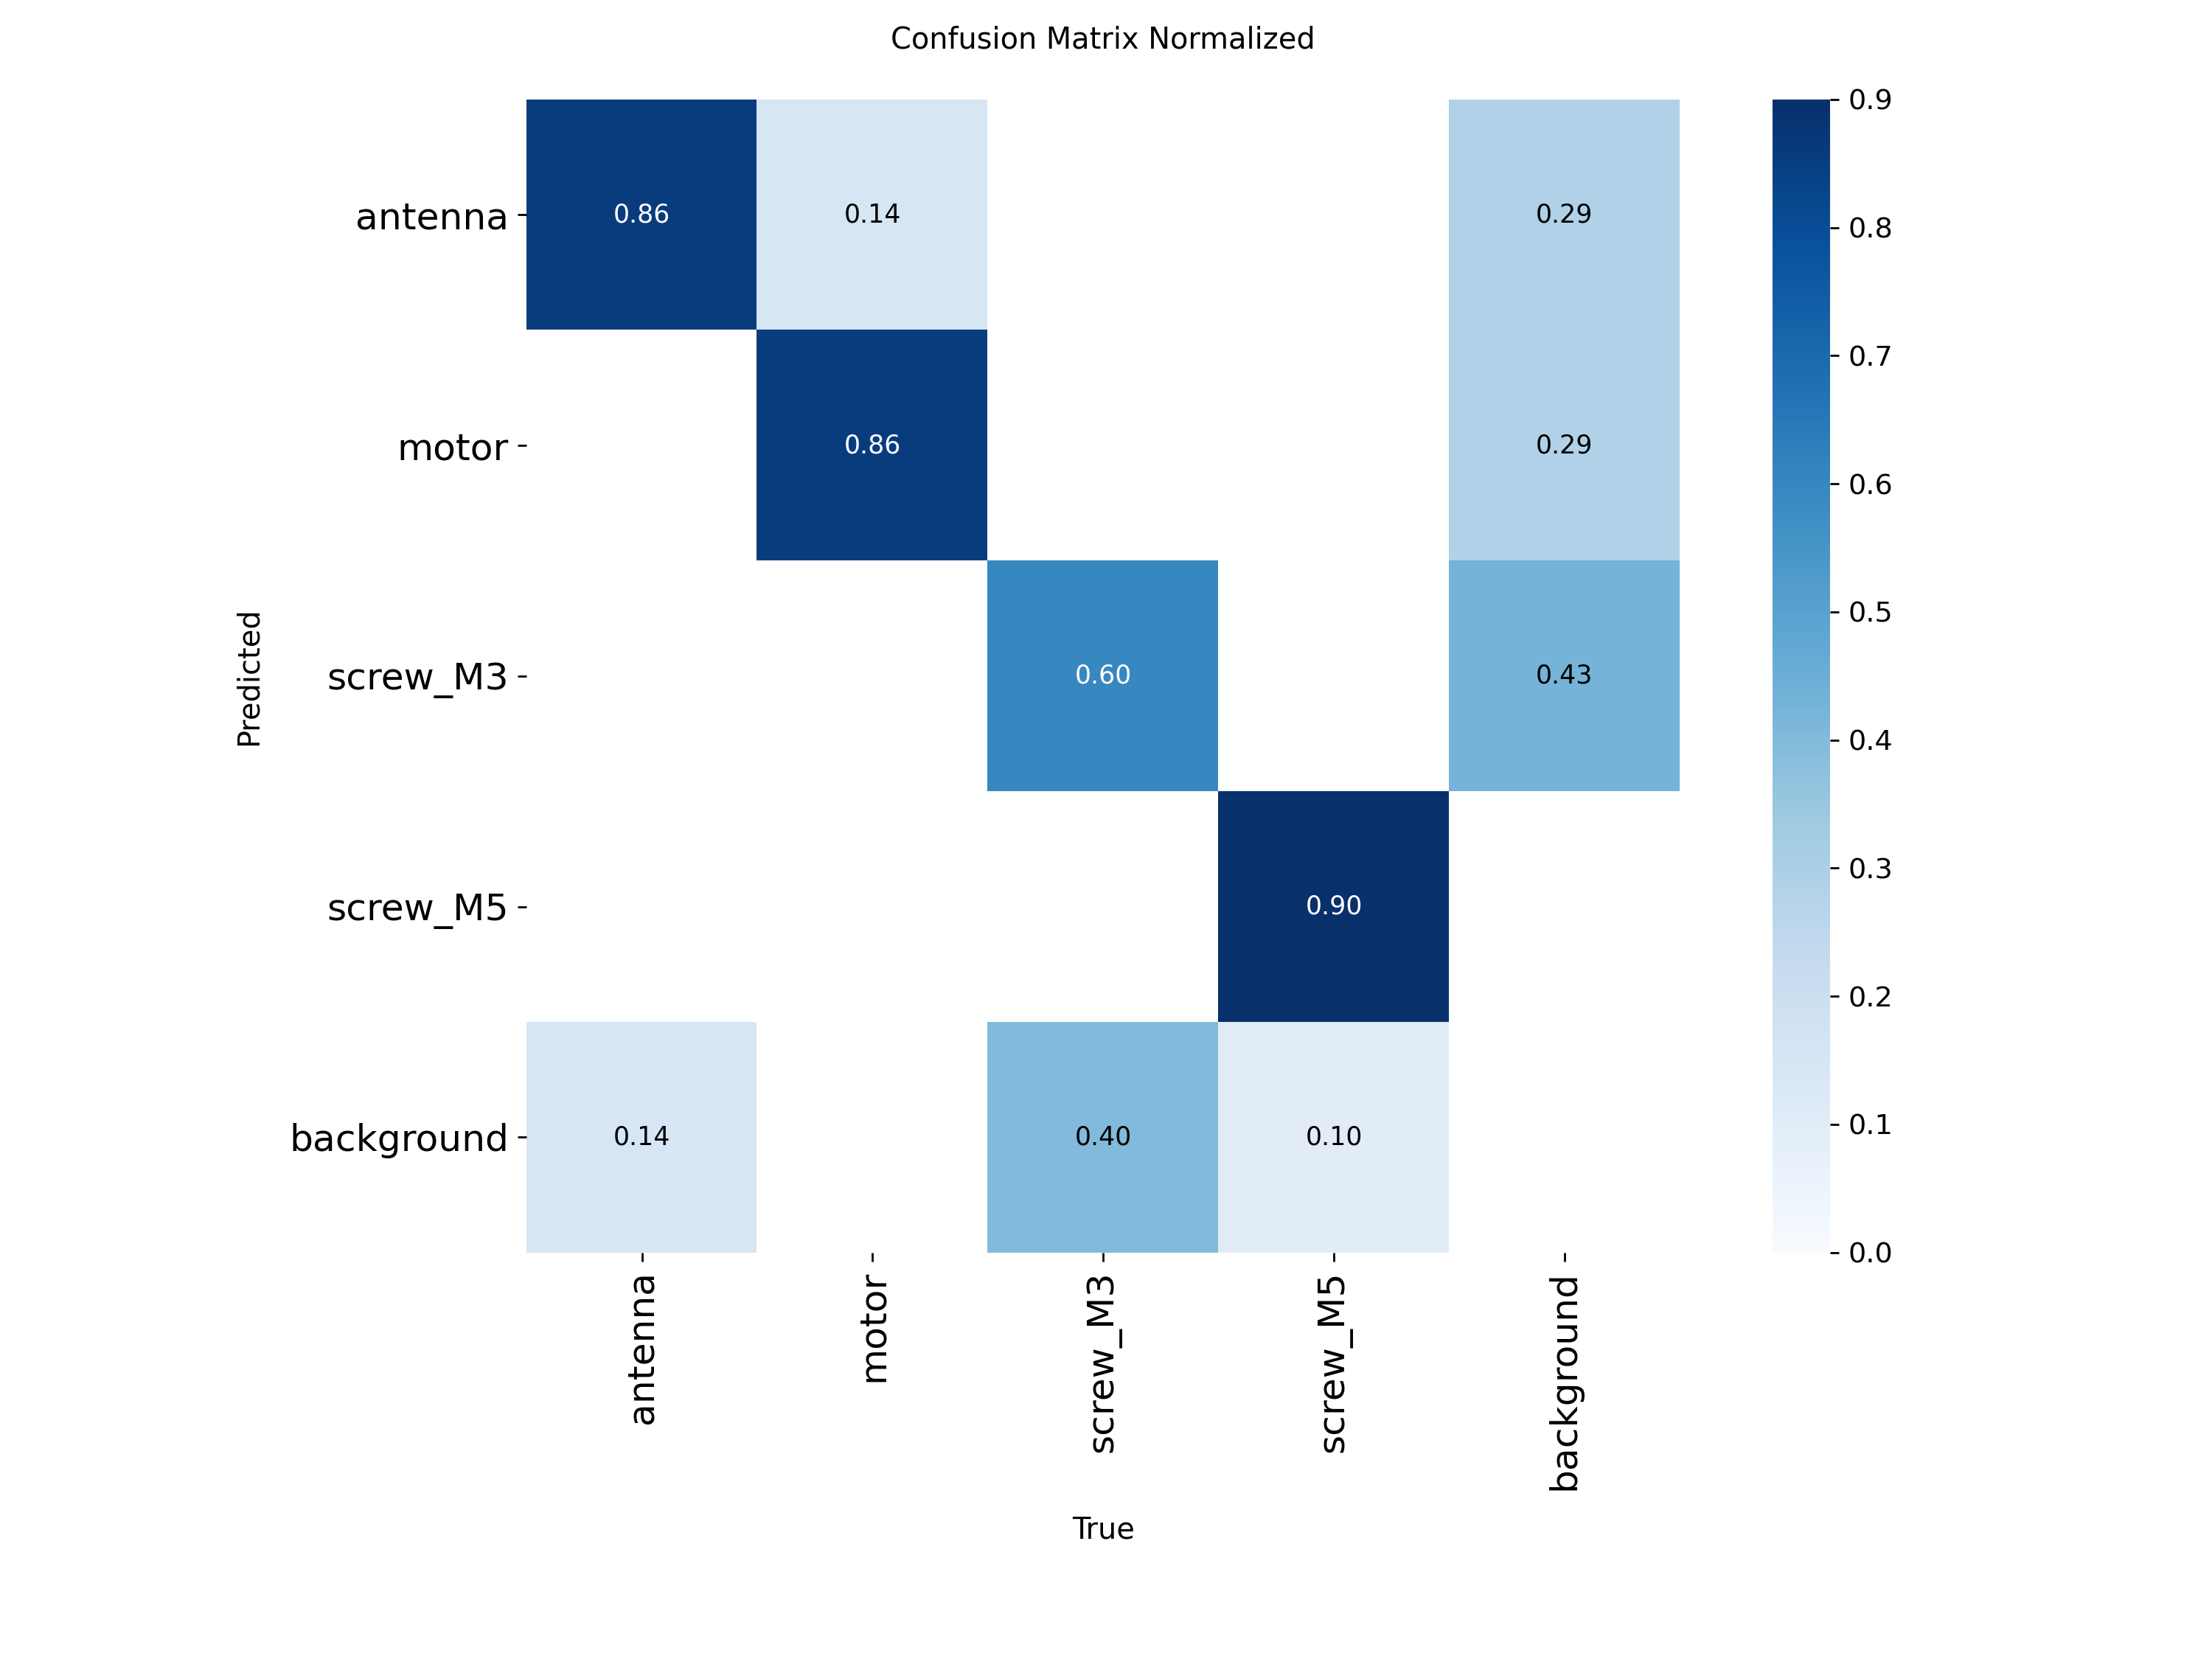 Confusion Matrix Normalized
antenna
0.86
0.14
0.29
motor
0.86
0.29
screw_M3
0.60
0.43
screw_M5
0.90
background
0.14
0.40
0.10
Predicted
antenna
motor
screw_M3
screw_M5
background
True
0.9
0.8
0.7
0.6
0.5
0.4
0.3
0.2
0.1
0.0